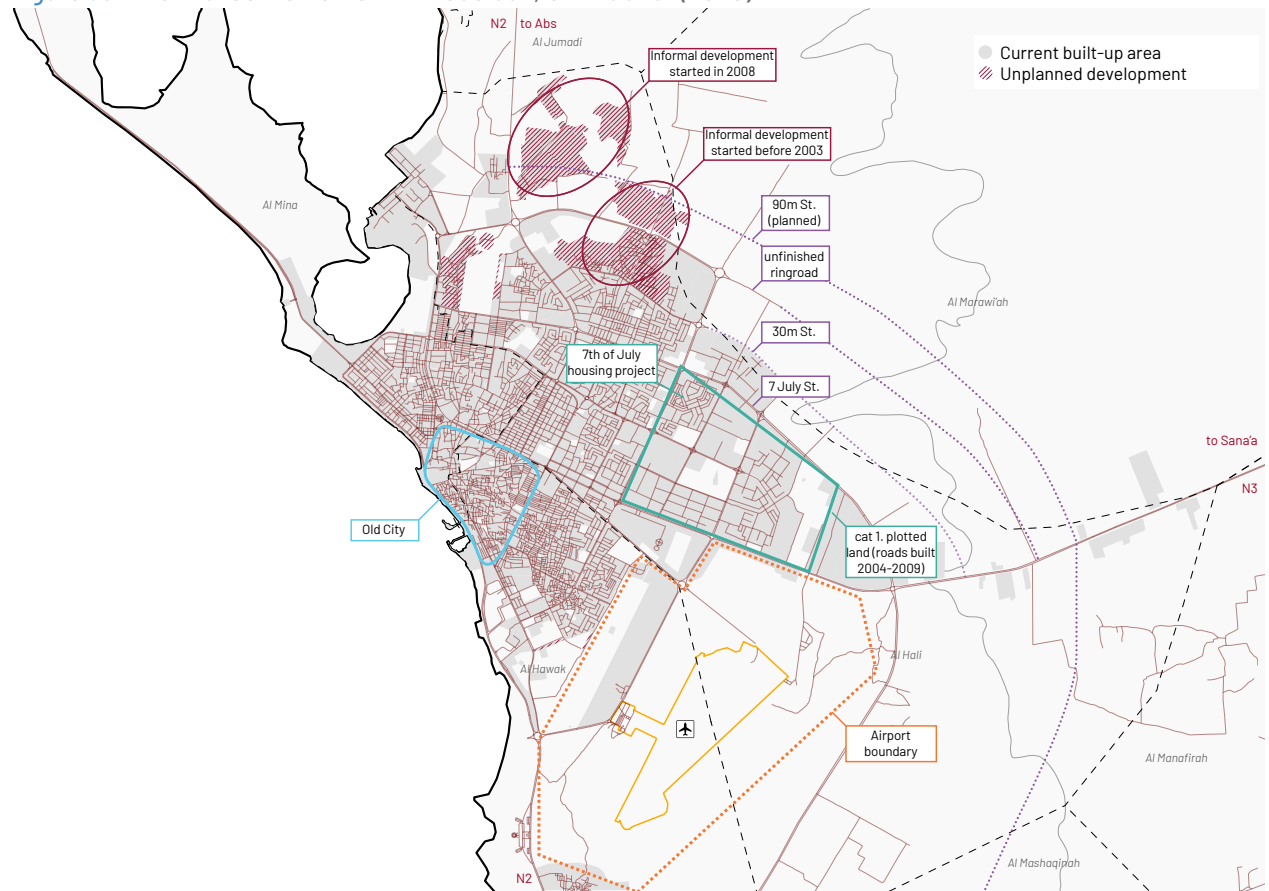 N2 to Abs
Al Jumadi
Informal development
started in 2008
Current built-up area
Unplanned development
Informal development
started before 2003
Al Mina
90m St.
(planned)
unfinished
ringroad
Al Marawi'ah
30m St.
7th of July
housing project
7 July St.
to Sana'a
N3
Old City
cat 1. plotted
land (roads built
2004-2009)
Al Hawak
Al Hali
Airport
boundary
Al Manafirah
Al Mashaqinah
N2